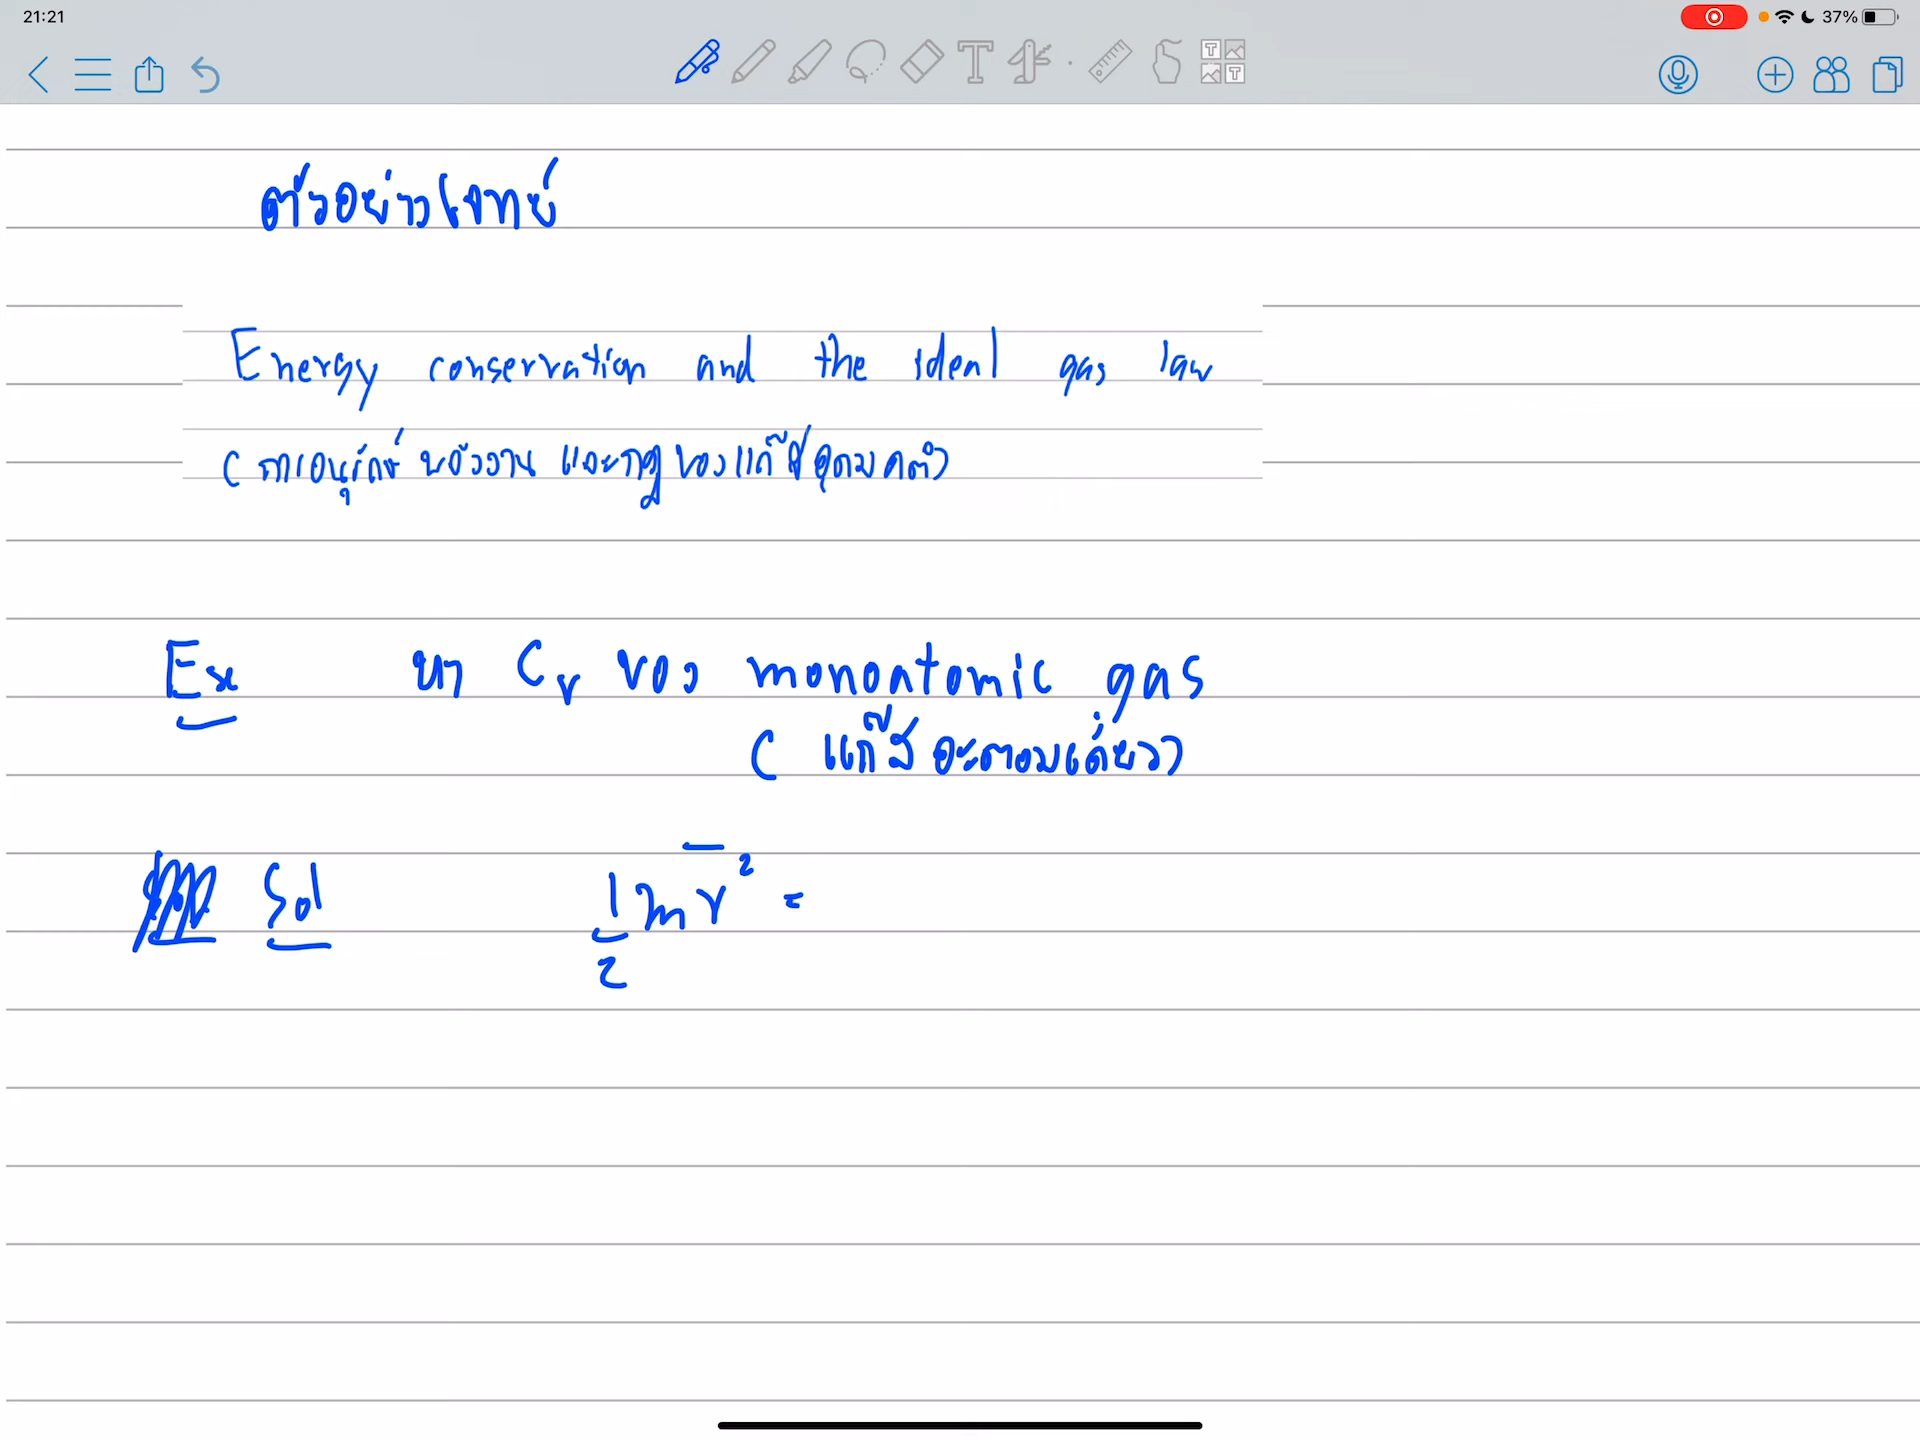 21:21
37%
ตัวอย่างโจทย์
Energy conservation and the ideal gas law
(การอนุรักษ์พลังงาน และกฎของแก๊สอุดมคติ)
Ex หา Cv ของ monoatomic gas
(แก๊สอะตอมเดี่ยว)
Sol 1/2 mv̅² =